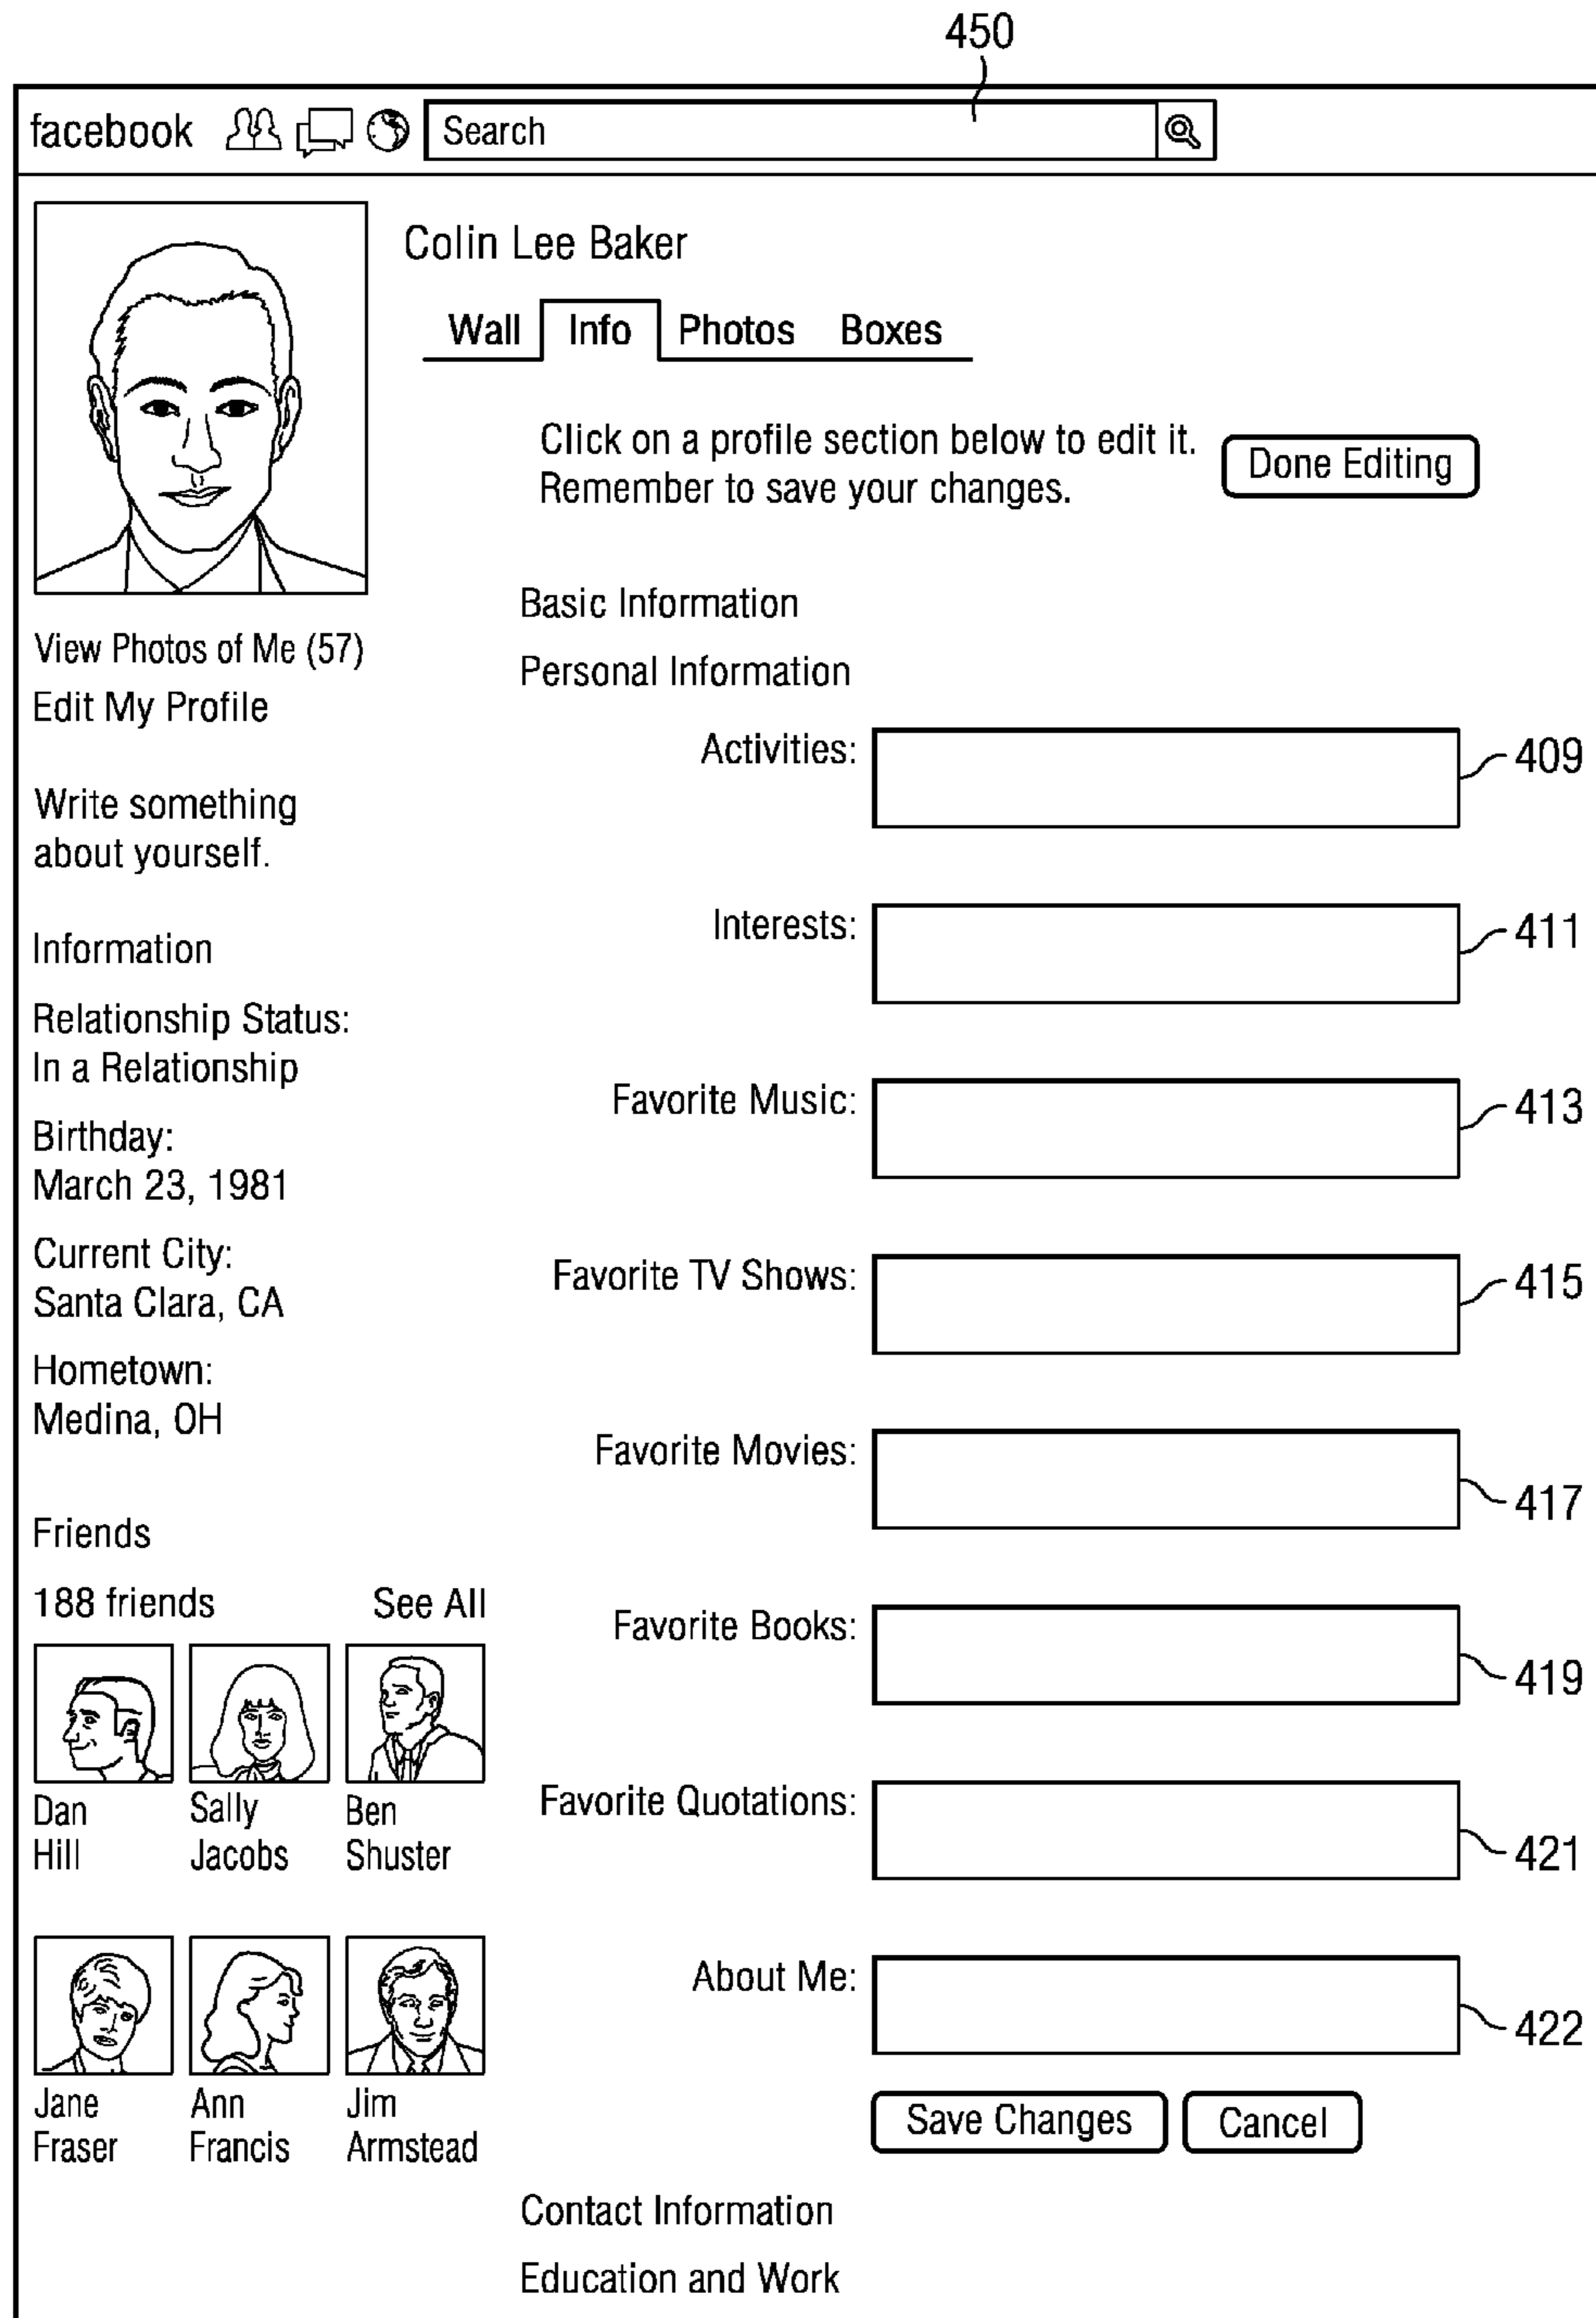 450
facebook
Search
Colin Lee Baker
Wall Info Photos Boxes
Click on a profile section below to edit it.
Remember to save your changes.
Done Editing
View Photos of Me (57)
Edit My Profile
Write something
about yourself.
Information
Relationship Status:
In a Relationship
Birthday:
March 23, 1981
Current City:
Santa Clara, CA
Hometown:
Medina, OH
Friends
188 friends See All
Dan
Hill
Sally
Jacobs
Ben
Shuster
Jane
Fraser
Ann
Francis
Jim
Armstead
Basic Information
Personal Information
Activities: 409
Interests: 411
Favorite Music: 413
Favorite TV Shows: 415
Favorite Movies: 417
Favorite Books: 419
Favorite Quotations: 421
About Me: 422
Save Changes Cancel
Contact Information
Education and Work